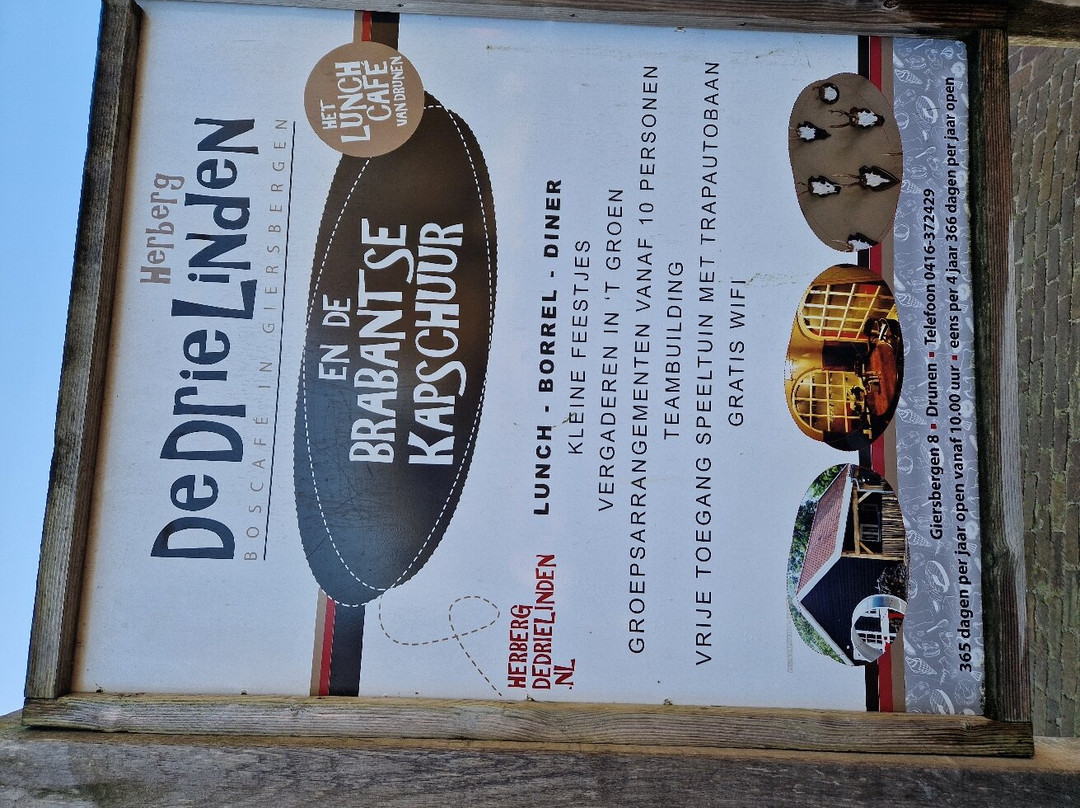 Herberg
De Drie Linden
BOSCAFÉ IN GIERSBERGEN
HET
LUNCH
CAFÉ
VAN DRUNEN
EN DE
BRABANTSE
KAPSCHUUR
HERBERG
DEDRIELINDEN
.NL
LUNCH - BORREL - DINER
KLEINE FEESTJES
VERGADEREN IN 'T GROEN
GROEPSARRANGEMENTEN VANAF 10 PERSONEN
TEAMBUILDING
VRIJE TOEGANG SPEELTUIN MET TRAPAUTOBAAN
GRATIS WIFI
Giersbergen 8 ▪ Drunen ▪ Telefoon 0416-372429
365 dagen per jaar open vanaf 10.00 uur ▪ eens per 4 jaar 366 dagen per jaar open